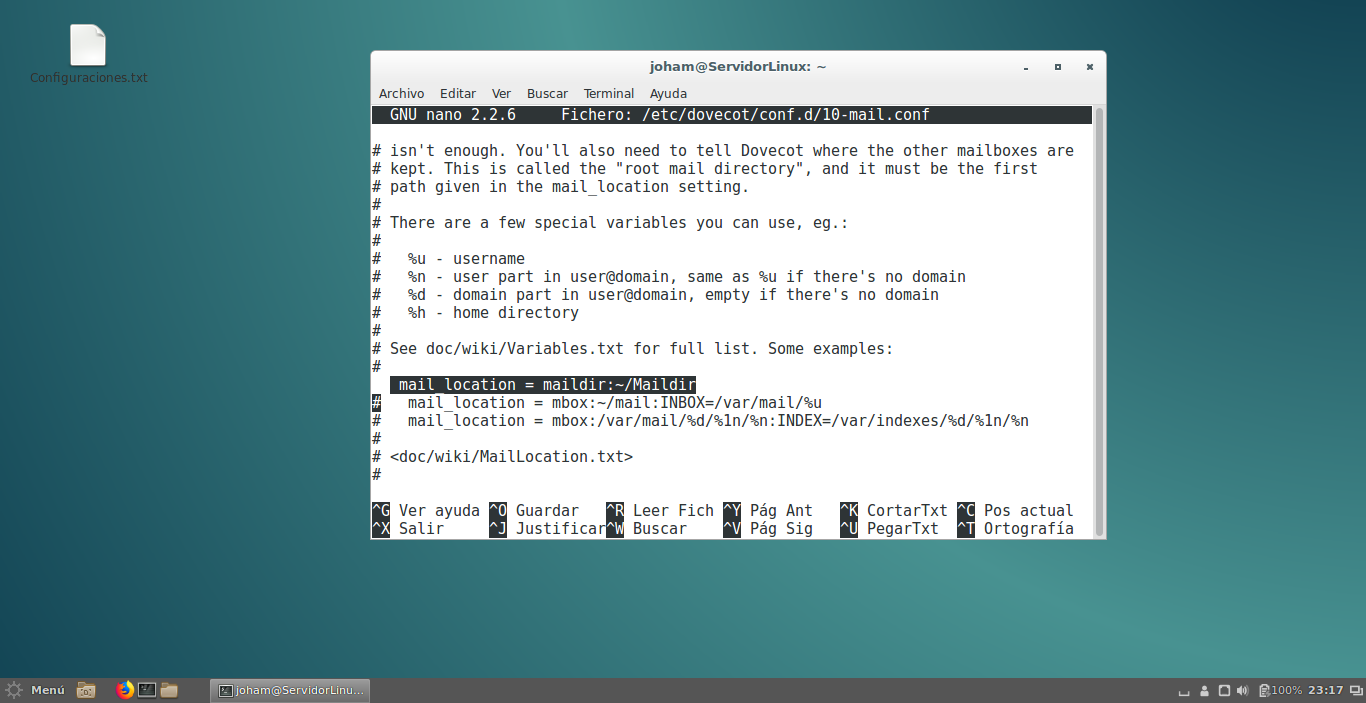 Configuraciones.txt
joham@ServidorLinux: ~
Archivo Editar Ver Buscar Terminal Ayuda
GNU nano 2.2.6 Fichero: /etc/dovecot/conf.d/10-mail.conf
# isn't enough. You'll also need to tell Dovecot where the other mailboxes are
# kept. This is called the "root mail directory", and it must be the first
# path given in the mail_location setting.
#
# There are a few special variables you can use, eg.:
#
#   %u - username
#   %n - user part in user@domain, same as %u if there's no domain
#   %d - domain part in user@domain, empty if there's no domain
#   %h - home directory
#
# See doc/wiki/Variables.txt for full list. Some examples:
#
   mail_location = maildir:~/Maildir
#   mail_location = mbox:~/mail:INBOX=/var/mail/%u
#   mail_location = mbox:/var/mail/%d/%1n/%n:INDEX=/var/indexes/%d/%1n/%n
#
# <doc/wiki/MailLocation.txt>
#
^G Ver ayuda ^O Guardar ^R Leer Fich ^Y Pág Ant ^K CortarTxt ^C Pos actual
^X Salir ^J Justificar ^W Buscar ^V Pág Sig ^U PegarTxt ^T Ortografía
Menú joham@ServidorLinu... 100% 23:17